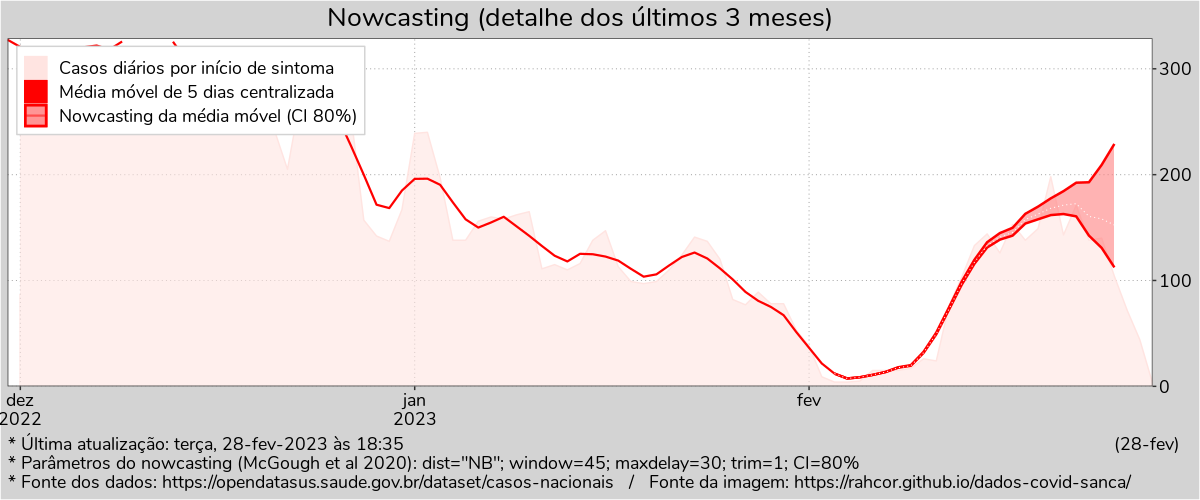 Nowcasting (detalhe dos últimos 3 meses)
Casos diários por início de sintoma
Média móvel de 5 dias centralizada
Nowcasting da média móvel (CI 80%)
300
200
100
0
dez
2022
jan
2023
fev
* Última atualização: terça, 28-fev-2023 às 18:35
(28-fev)
* Parâmetros do nowcasting (McGough et al 2020): dist="NB"; window=45; maxdelay=30; trim=1; CI=80%
* Fonte dos dados: https://opendatasus.saude.gov.br/dataset/casos-nacionais / Fonte da imagem: https://rahcor.github.io/dados-covid-sanca/